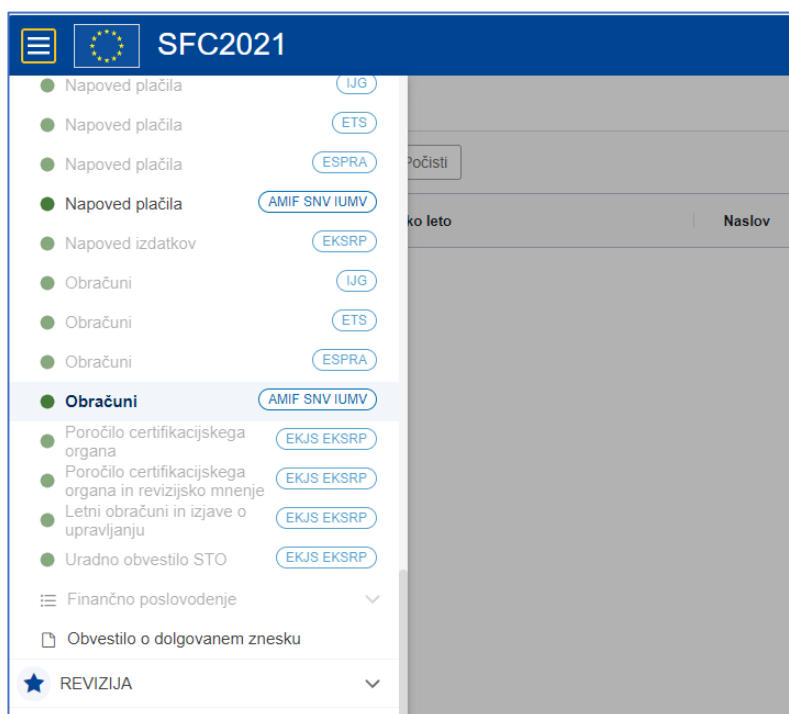 SFC2021
Napoved plačila IJG
Napoved plačila ETS
Napoved plačila ESPRA
Počisti
Napoved plačila AMIF SNV IUMV
ko leto
Naslov
Napoved izdatkov EKSRP
Obračuni IJG
Obračuni ETS
Obračuni ESPRA
Obračuni AMIF SNV IUMV
Poročilo certifikacijskega
organa
EKJS EKSRP
Poročilo certifikacijskega
organa in revizijsko mnenje
EKJS EKSRP
Letni obračuni in izjave o
upravljanju
EKJS EKSRP
Uradno obvestilo STO EKJS EKSRP
Finančno poslovodenje
Obvestilo o dolgovanem znesku
REVIZIJA